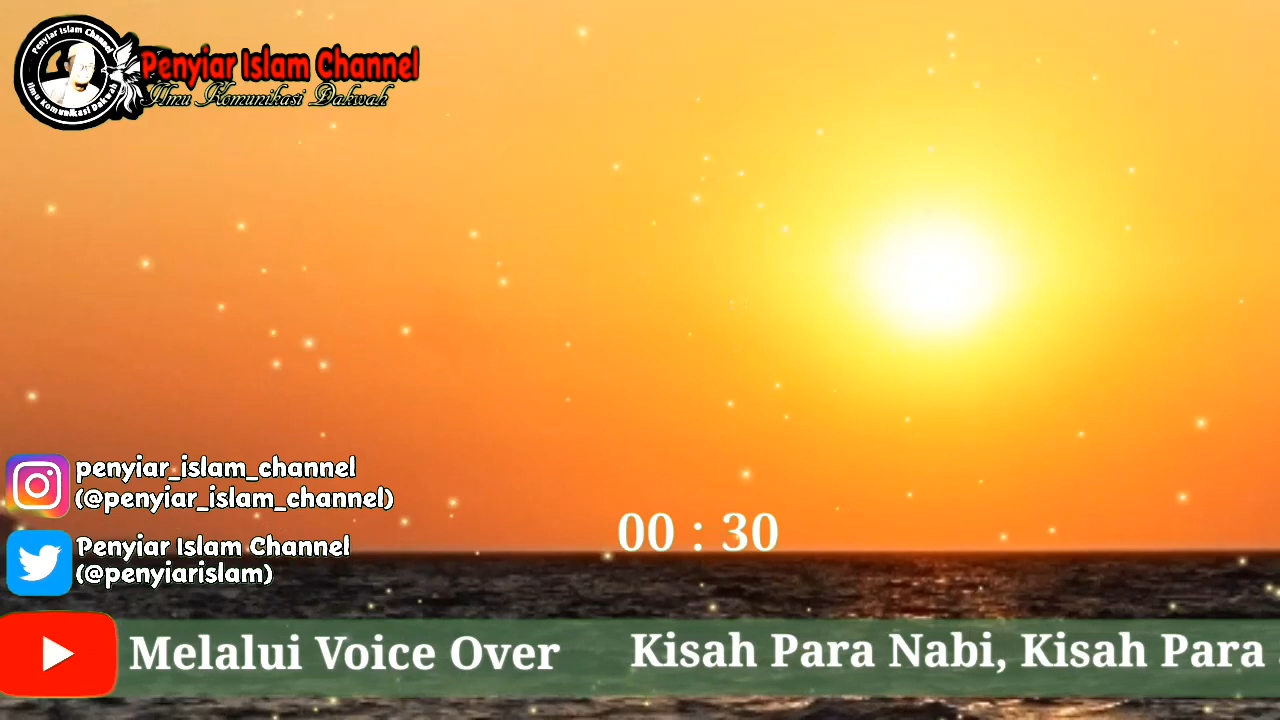 Penyiar Islam Channel
Ilmu Komunikasi Dakwah
Penyiar Islam Channel
Ilmu Komunikasi Dakwah
penyiar_islam_channel
(@penyiar_islam_channel)
00 : 30
Penyiar Islam Channel
(@penyiarislam)
Melalui Voice Over Kisah Para Nabi, Kisah Para